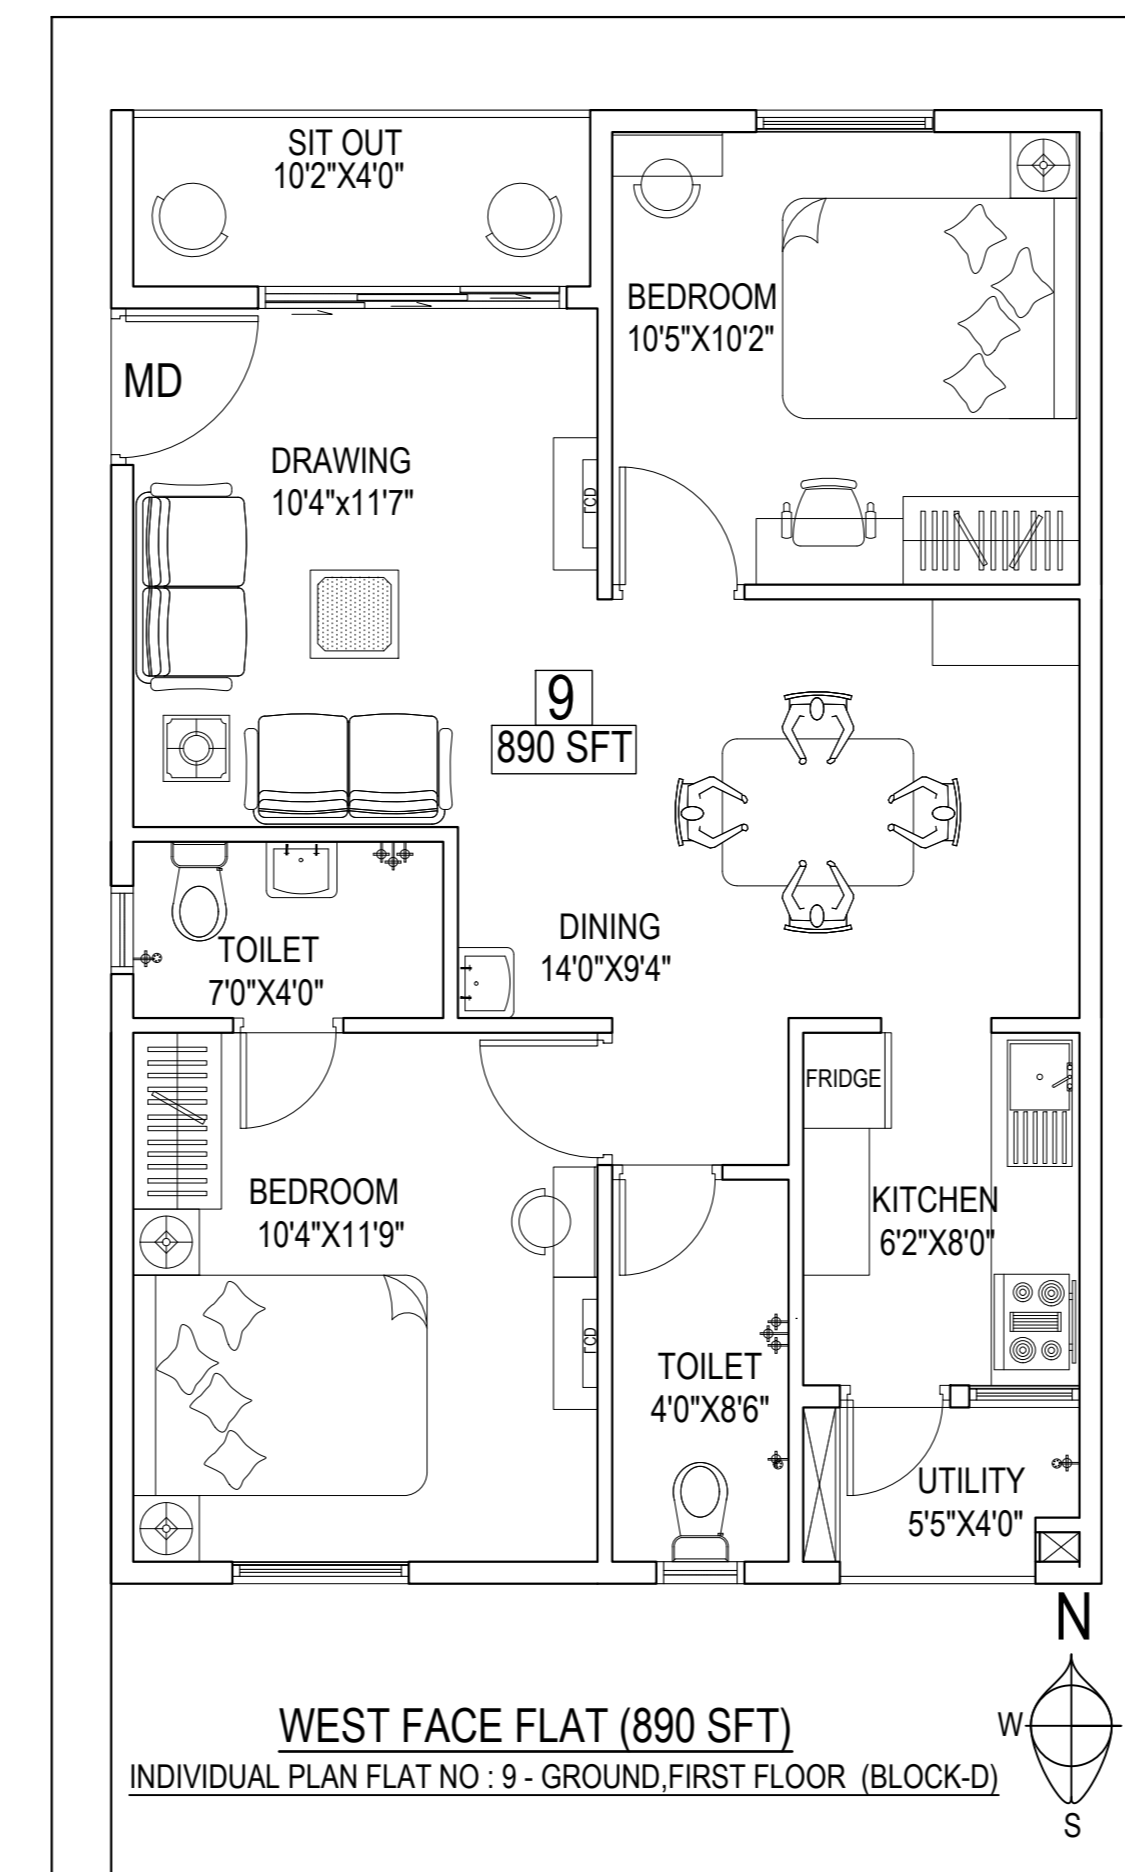 SIT OUT
10'2"X4'0"
BEDROOM
10'5"X10'2"
MD
DRAWING
10'4"x11'7"
LCD
9
890 SFT
DINING
14'0"X9'4"
TOILET
7'0"X4'0"
FRIDGE
BEDROOM
10'4"X11'9"
KITCHEN
6'2"X8'0"
LCD
TOILET
4'0"X8'6"
UTILITY
5'5"X4'0"
N
W
S
WEST FACE FLAT (890 SFT)
INDIVIDUAL PLAN FLAT NO : 9 - GROUND,FIRST FLOOR (BLOCK-D)